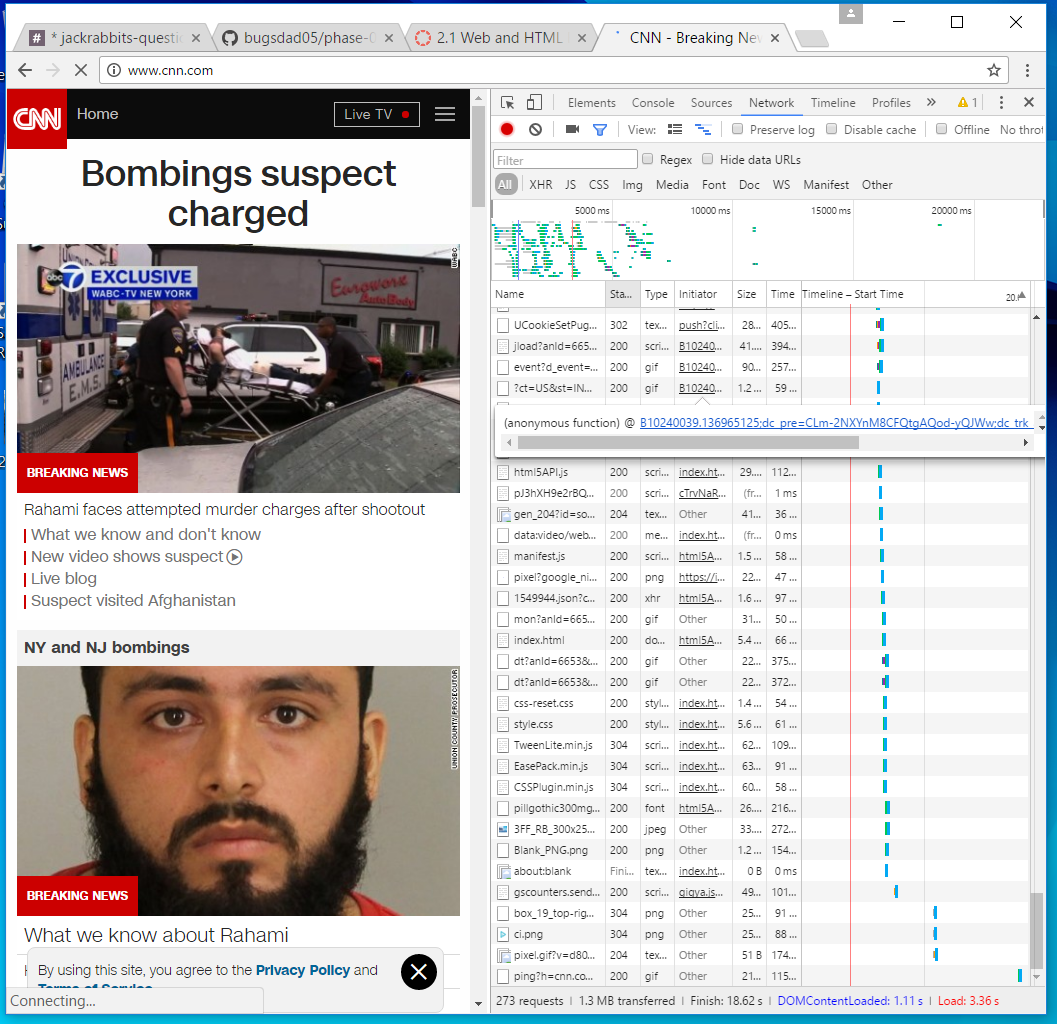 * jackrabbits-questi
bugsdad05/phase-0
2.1 Web and HTML
CNN - Breaking Ne
www.cnn.com
CNN
Home
Live TV
Bombings suspect
charged
abc 7 EXCLUSIVE
WABC-TV NEW YORK
WABC
AMBULANCE
E.M.S.
Euroworx
AutoBody
BREAKING NEWS
Rahami faces attempted murder charges after shootout
What we know and don't know
New video shows suspect
Live blog
Suspect visited Afghanistan
NY and NJ bombings
UNION COUNTY PROSECUTOR
BREAKING NEWS
What we know about Rahami
By using this site, you agree to the Privacy Policy and
Terms of Service
Connecting...
Elements Console Sources Network Timeline Profiles » 1
View: Preserve log Disable cache Offline No throt
Filter Regex Hide data URLs
All XHR JS CSS Img Media Font Doc WS Manifest Other
5000 ms 10000 ms 15000 ms 20000 ms
Name Sta... Type Initiator Size Time Timeline – Start Time
UCookieSetPug... 302 tex... push?cli... 28... 405...
jload?anId=665... 200 scri... B10240... 41.... 394...
event?d_event=... 200 gif B10240... 90... 257...
?ct=US&st=IN... 200 gif B10240... 1.2 ... 59 ...
(anonymous function) @ B10240039.136965125;dc_pre=CLm-2NXYnM8CFQtgAQod-yQJWw;dc_trk
html5API.js 200 scri... index.ht... 29.... 112...
pJ3hXH9e2rBQ... 200 scri... cTrvNaR... (fr... 1 ms
gen_204?id=so... 204 tex... Other 41... 36 ...
data:video/web... 200 me... index.ht... (fr... 0 ms
manifest.js 200 scri... html5A... 1.5 ... 58 ...
pixel?google_ni... 200 png https://i... 22... 47 ...
1549944.json?c... 200 xhr html5A... 1.6 ... 97 ...
mon?anId=665... 200 gif Other 31... 50 ...
index.html 200 do... html5A... 5.4 ... 66 ...
dt?anId=6653&... 200 gif Other 22... 375...
dt?anId=6653&... 200 gif Other 22... 372...
css-reset.css 200 styl... index.ht... 1.4 ... 54 ...
style.css 200 styl... index.ht... 5.6 ... 61 ...
TweenLite.min.js 304 scri... index.ht... 62... 109...
EasePack.min.js 304 scri... index.ht... 63... 91 ...
CSSPlugin.min.js 304 scri... index.ht... 60... 58 ...
pillgothic300mg... 200 font html5A... 26.... 216...
3FF_RB_300x25... 200 jpeg Other 33.... 272...
Blank_PNG.png 200 png Other 1.2 ... 154...
about:blank Fini... tex... index.ht... 0 B 0 ms
gscounters.send... 200 scri... gigya.js... 49... 101...
box_19_top-rig... 304 png Other 25... 91 ...
ci.png 304 png Other 25... 88 ...
pixel.gif?v=d80... 204 tex... Other 51 B 174...
ping?h=cnn.co... 200 gif Other 21... 115...
273 requests | 1.3 MB transferred | Finish: 18.62 s | DOMContentLoaded: 1.11 s | Load: 3.36 s